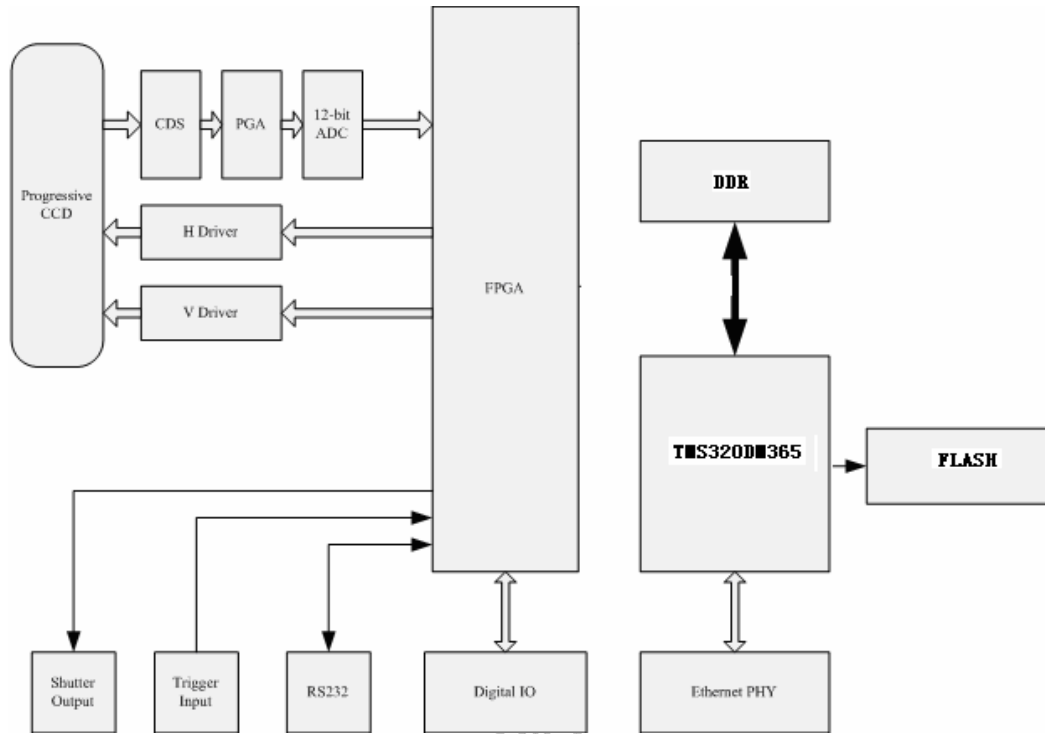 CDS
PGA
12-bit
ADC
Progressive
CCD
H Driver
V Driver
FPGA
DDR
TMS320DM365
FLASH
Shutter
Output
Trigger
Input
RS232
Digital IO
Ethernet PHY